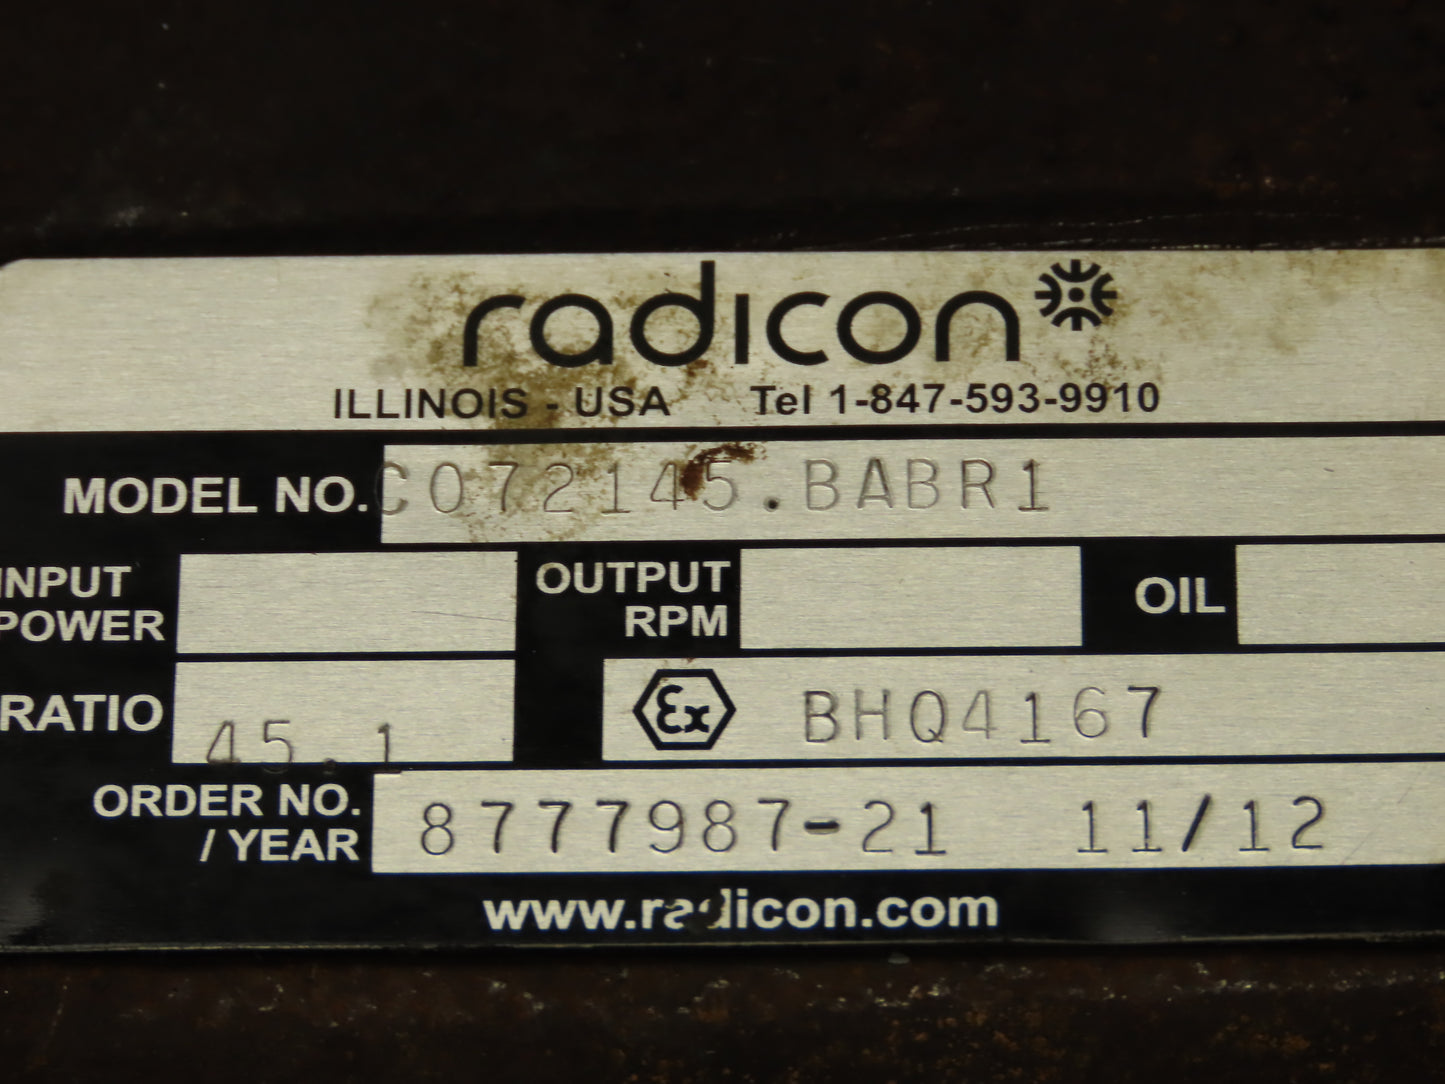 radicon
ILLINOIS - USA Tel 1-847-593-9910
MODEL NO. C072145.BABR1
INPUT POWER OUTPUT RPM OIL
RATIO 45.1 Ex BHQ4167
ORDER NO. / YEAR 8777987-21 11/12
www.radicon.com